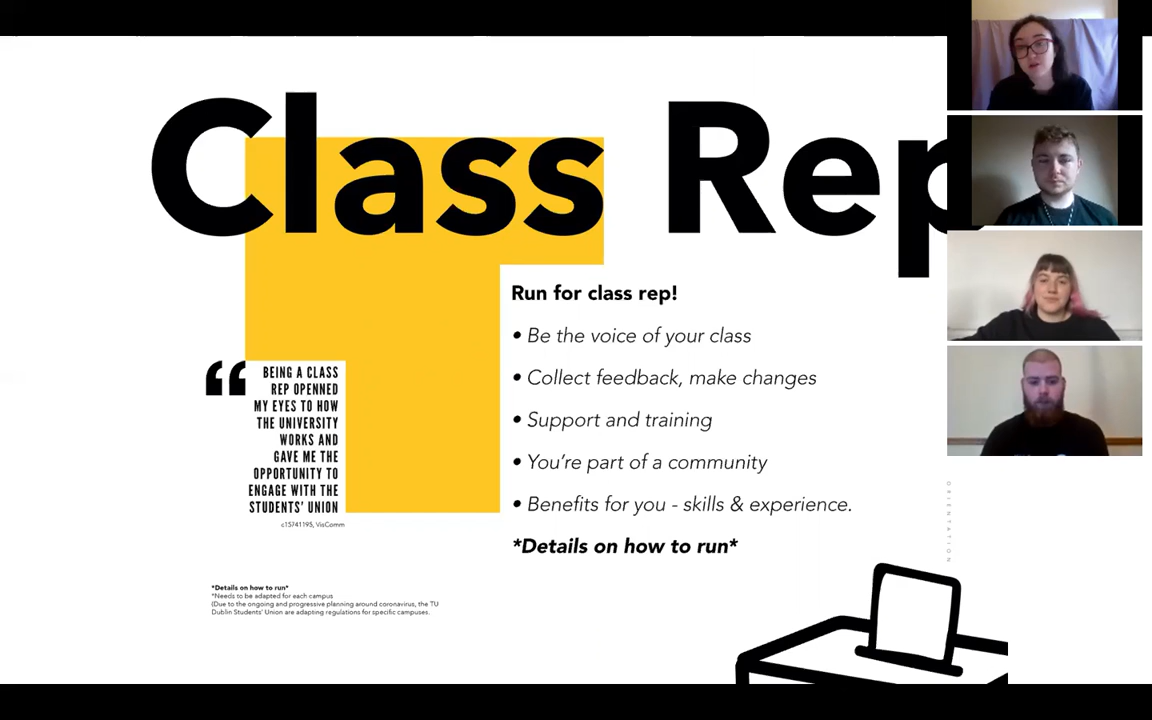 Class Rep
Run for class rep!
• Be the voice of your class
• Collect feedback, make changes
• Support and training
• You're part of a community
• Benefits for you - skills & experience.
*Details on how to run*
“
BEING A CLASS
REP OPENNED
MY EYES TO HOW
THE UNIVERSITY
WORKS AND
GAVE ME THE
OPPORTUNITY TO
ENGAGE WITH THE
STUDENTS' UNION
c15741195, VisComm
*Details on how to run*
*Needs to be adapted for each campus
(Due to the ongoing and progressive planning around coronavirus, the TU
Dublin Students' Union are adapting regulations for specific campuses.
ORIENTATION